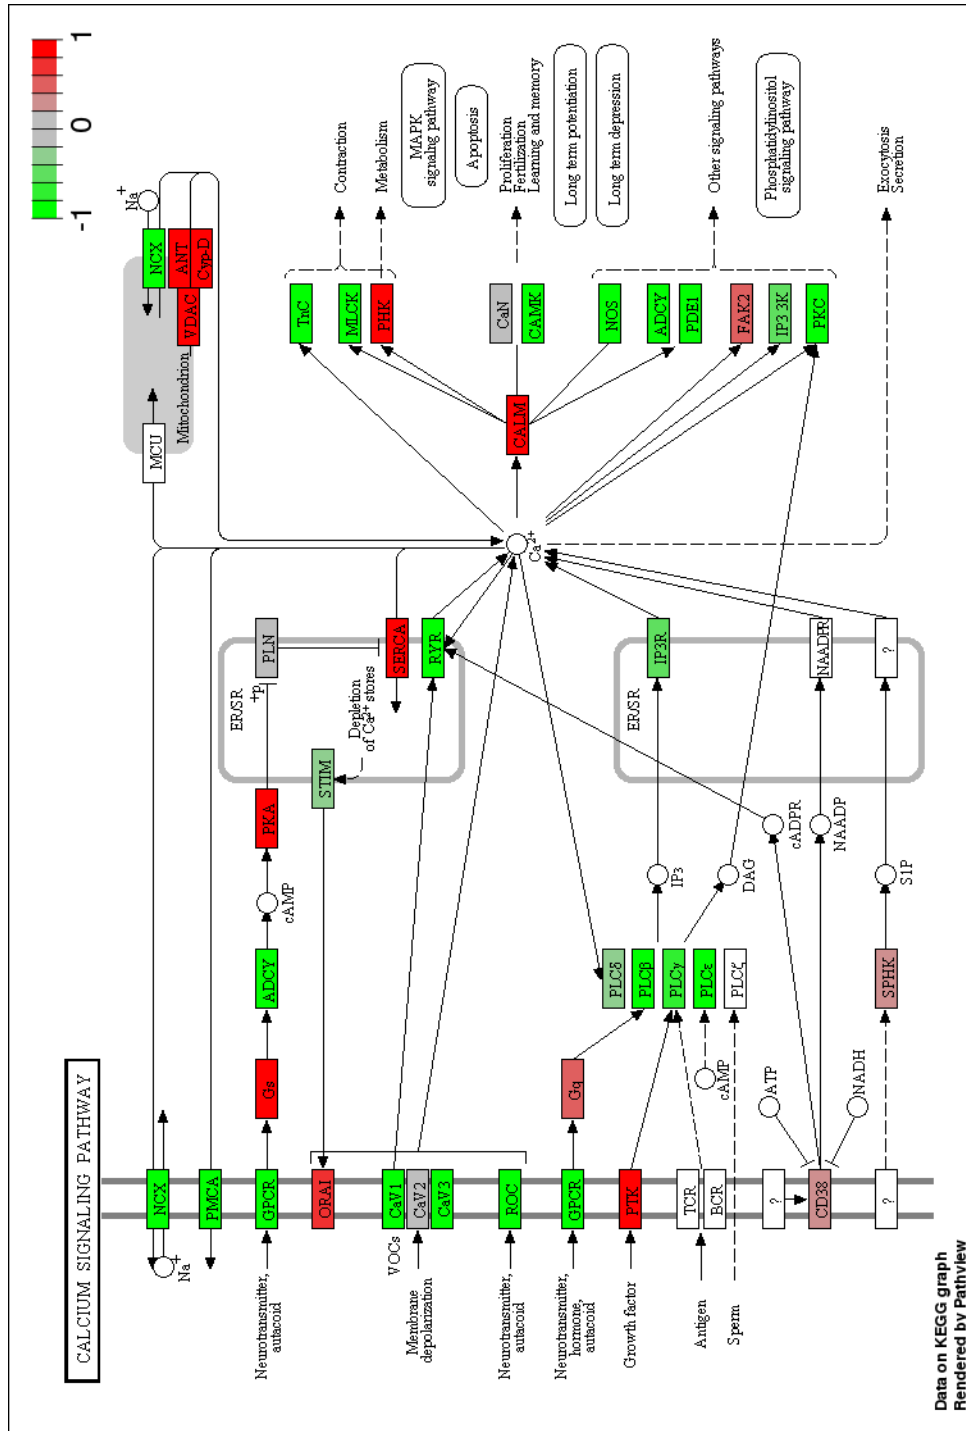 CALCIUM SIGNALING PATHWAY
-1
0
1
Na
+
NCX
PMCA
Neurotransmitter,
autacoid
GPCR
Gs
ADCY
cAMP
PKA
+p
PLN
ER/SR
SERCA
RYR
STIM
Depletion
of Ca2+ stores
ORAI
VOCs
CaV1
CaV2
CaV3
Membrane
depolarization
Neurotransmitter,
autacoid
ROC
Neurotransmitter,
hormone,
autacoid
GPCR
Gq
Growth factor
PTK
Antigen
TCR
BCR
Sperm
PLCδ
PLCβ
PLCγ
PLCε
PLCζ
cAMP
IP3
DAG
ER/SR
IP3R
NAADPR
?
ATP
NADH
?
CD38
?
cADPR
NAADP
SPHK
S1P
MCU
Mitochondrion
NCX
ANT
Cyp-D
VDAC
Na
+
Ca2+
CALM
TnC
MLCK
PHK
CaN
CAMK
NOS
ADCY
PDE1
FAK2
IP3 3K
PKC
Contraction
Metabolism
MAPK
signaling pathway
Apoptosis
Proliferation
Fertilization
Learning and memory
Long term potentiation
Long term depression
Other signaling pathways
Phosphatidylinositol
signaling pathway
Exocytosis
Secretion
Data on KEGG graph
Rendered by Pathview